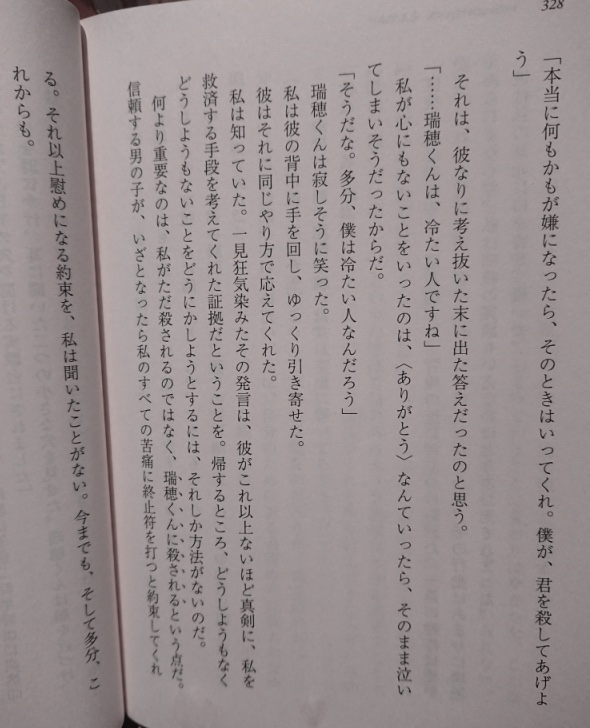 328
「本当に何もかもが嫌になったら、そのときはいってくれ。僕が、君を殺してあげよ
う」
それは、彼なりに考え抜いた末に出た答えだったのと思う。
「……瑞穂くんは、冷たい人ですね」
私が心にもないことをいったのは、〈ありがとう〉なんていったら、そのまま泣い
てしまいそうだったからだ。
「そうだな。多分、僕は冷たい人なんだろう」
瑞穂くんは寂しそうに笑った。
私は彼の背中に手を回し、ゆっくり引き寄せた。
彼はそれに同じやり方で応えてくれた。
私は知っていた。一見狂気染みたその発言は、彼がこれ以上ないほど真剣に、私を
救済する手段を考えてくれた証拠だということを。帰するところ、どうしようもなく
どうしようもないことをどうにかしようとするには、それしか方法がないのだ。
何より重要なのは、私がただ殺されるのではなく、瑞穂くんに殺されるという点だ。
信頼する男の子が、いざとなったら私のすべての苦痛に終止符を打つと約束してくれ
る。それ以上慰めになる約束を、私は聞いたことがない。今までも、そして多分、こ
れからも。